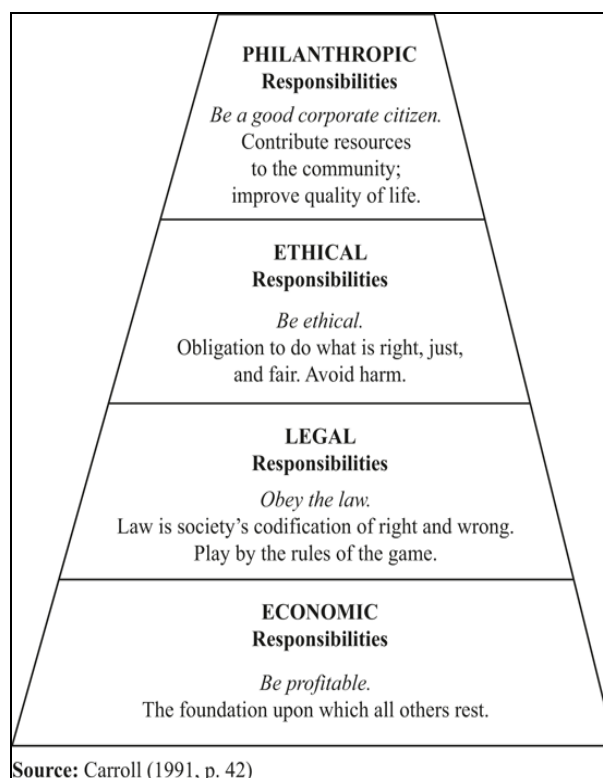 PHILANTHROPIC
Responsibilities
Be a good corporate citizen.
Contribute resources
to the community;
improve quality of life.
ETHICAL
Responsibilities
Be ethical.
Obligation to do what is right, just,
and fair. Avoid harm.
LEGAL
Responsibilities
Obey the law.
Law is society’s codification of right and wrong.
Play by the rules of the game.
ECONOMIC
Responsibilities
Be profitable.
The foundation upon which all others rest.
Source: Carroll (1991, p. 42)